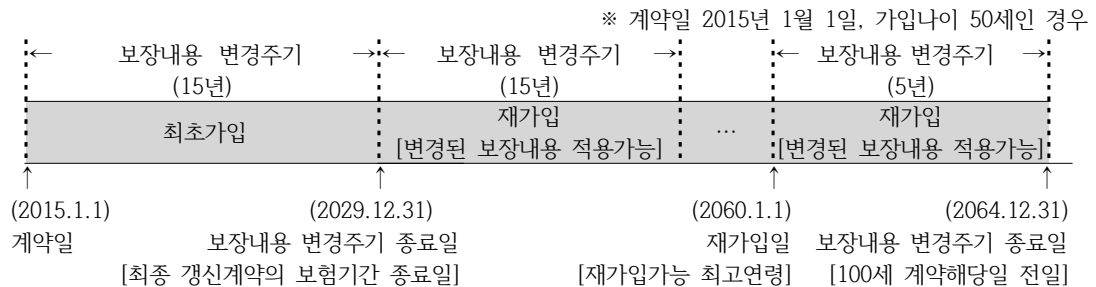 ※ 계약일 2015년 1월 1일, 가입나이 50세인 경우
← 보장내용 변경주기 → ← 보장내용 변경주기 → ← 보장내용 변경주기 →
(15년) (15년) (5년)
최초가입 재가입 … 재가입
[변경된 보장내용 적용가능] [변경된 보장내용 적용가능]
↑ ↑ ↑ ↑
(2015.1.1) (2029.12.31) (2060.1.1) (2064.12.31)
계약일 보장내용 변경주기 종료일 재가입일 보장내용 변경주기 종료일
[최종 갱신계약의 보험기간 종료일] [재가입가능 최고연령] [100세 계약해당일 전일]